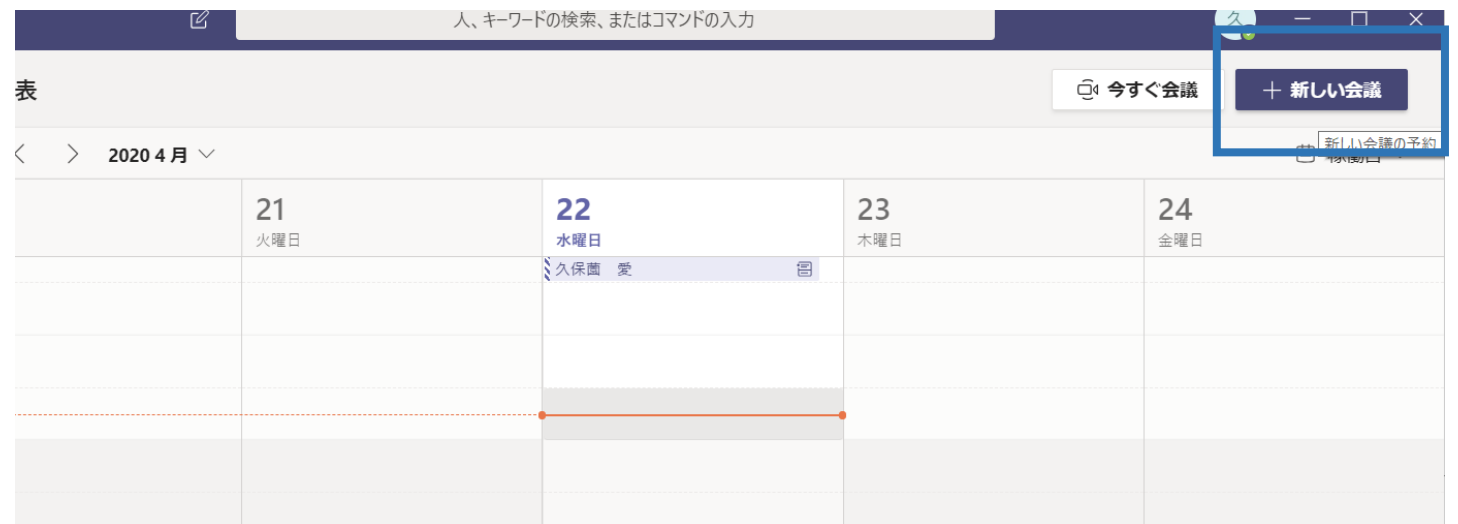 人、キーワードの検索、またはコマンドの入力
久
表
今すぐ会議
新しい会議
2020 4 月
新しい会議の予約
稼働日
21
火曜日
22
水曜日
23
木曜日
24
金曜日
久保薗 愛